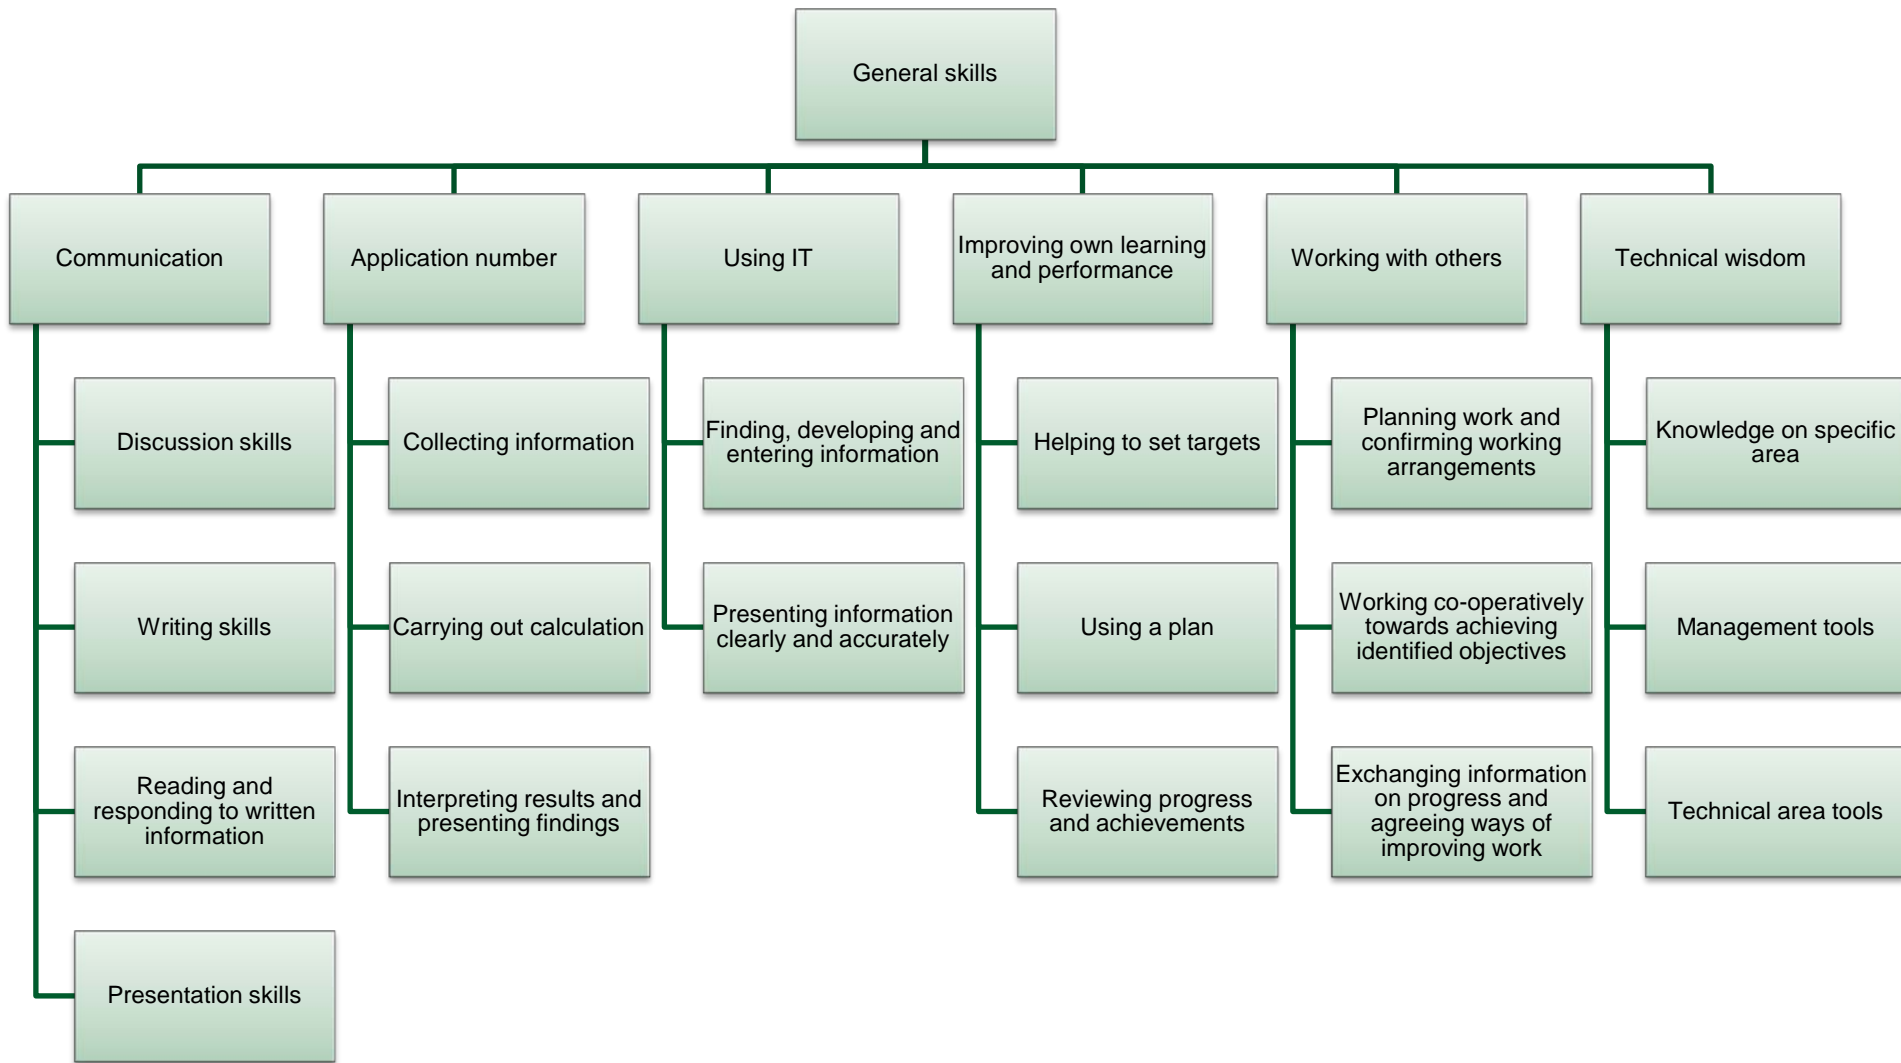 General skills
Communication
Application number
Using IT
Improving own learning
and performance
Working with others
Technical wisdom
Discussion skills
Writing skills
Reading and
responding to written
information
Presentation skills
Collecting information
Carrying out calculation
Interpreting results and
presenting findings
Finding, developing and
entering information
Presenting information
clearly and accurately
Helping to set targets
Using a plan
Reviewing progress
and achievements
Planning work and
confirming working
arrangements
Working co-operatively
towards achieving
identified objectives
Exchanging information
on progress and
agreeing ways of
improving work
Knowledge on specific
area
Management tools
Technical area tools